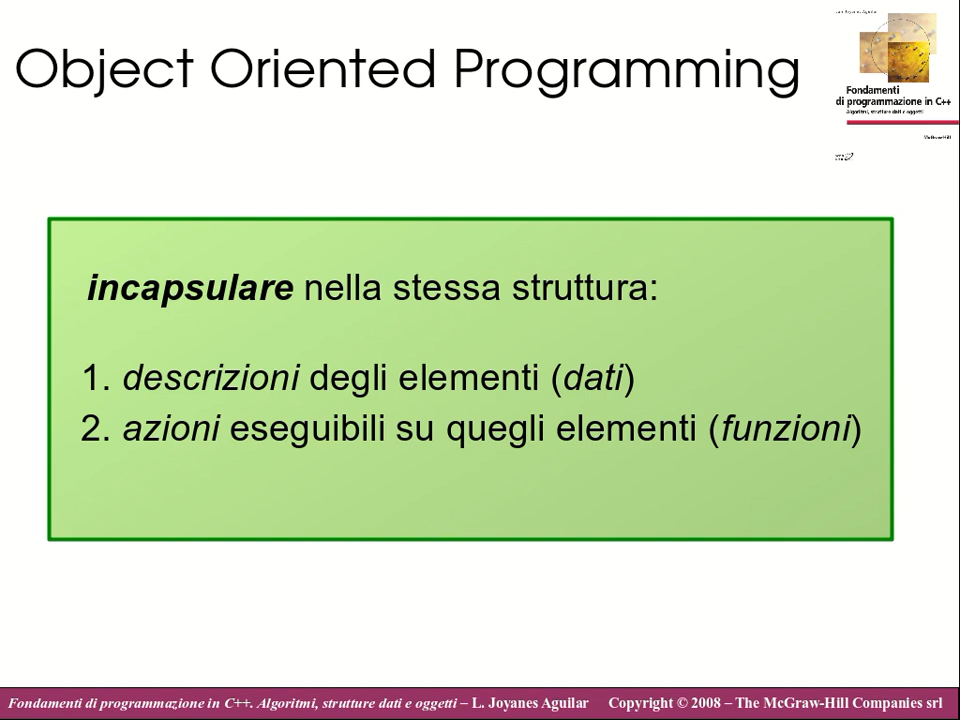 Object Oriented Programming
Fondamenti
di programmazione in C++
Algoritmi, strutture dati e oggetti
McGraw-Hill
incapsulare nella stessa struttura:
1. descrizioni degli elementi (dati)
2. azioni eseguibili su quegli elementi (funzioni)
Fondamenti di programmazione in C++. Algoritmi, strutture dati e oggetti – L. Joyanes Aguilar Copyright © 2008 – The McGraw-Hill Companies srl